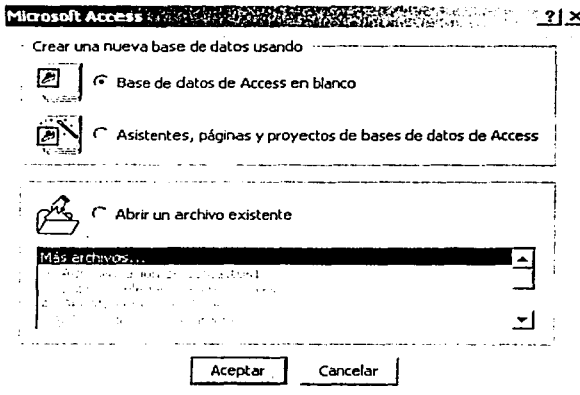 Microsoft Access
Crear una nueva base de datos usando
Base de datos de Access en blanco
Asistentes, páginas y proyectos de bases de datos de Access
Abrir un archivo existente
Más archivos...
Aceptar
Cancelar